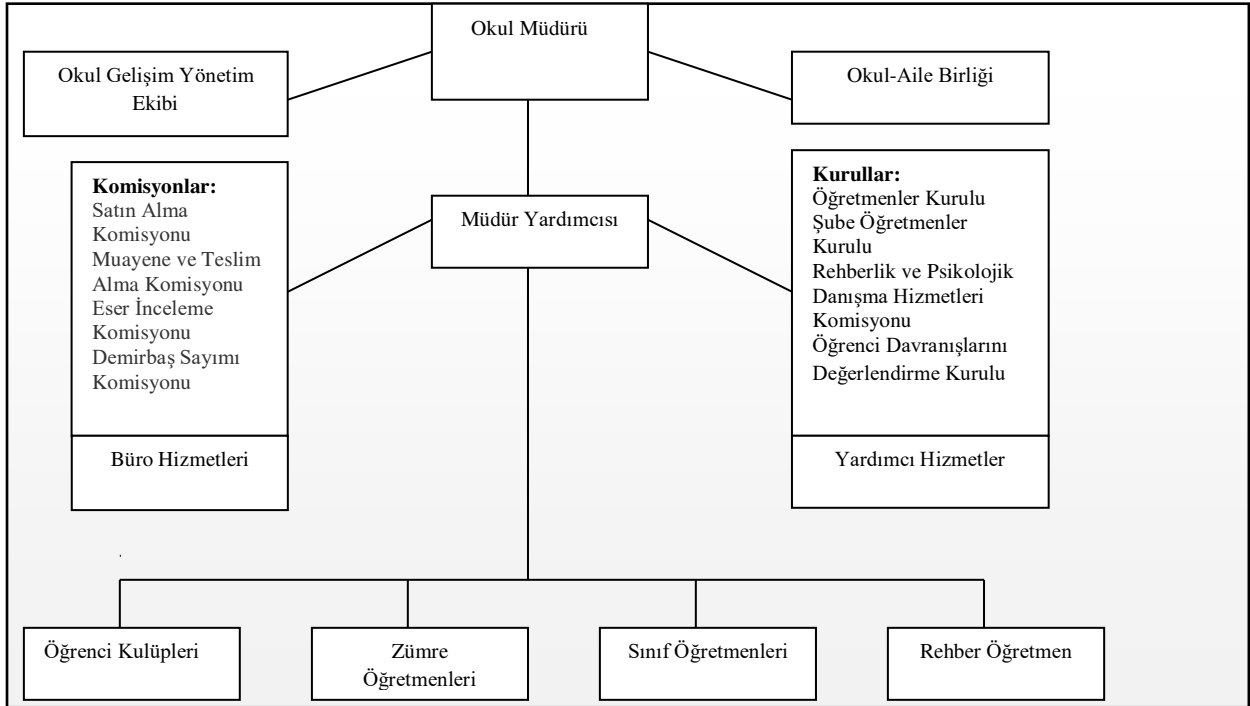 Okul Müdürü
Okul Gelişim Yönetim
Ekibi
Okul-Aile Birliği
Komisyonlar:
Satın Alma
Komisyonu
Muayene ve Teslim
Alma Komisyonu
Eser İnceleme
Komisyonu
Demirbaş Sayımı
Komisyonu
Müdür Yardımcısı
Kurullar:
Öğretmenler Kurulu
Şube Öğretmenler
Kurulu
Rehberlik ve Psikolojik
Danışma Hizmetleri
Komisyonu
Öğrenci Davranışlarını
Değerlendirme Kurulu
Büro Hizmetleri
Yardımcı Hizmetler
Öğrenci Kulüpleri
Zümre
Öğretmenleri
Sınıf Öğretmenleri
Rehber Öğretmen